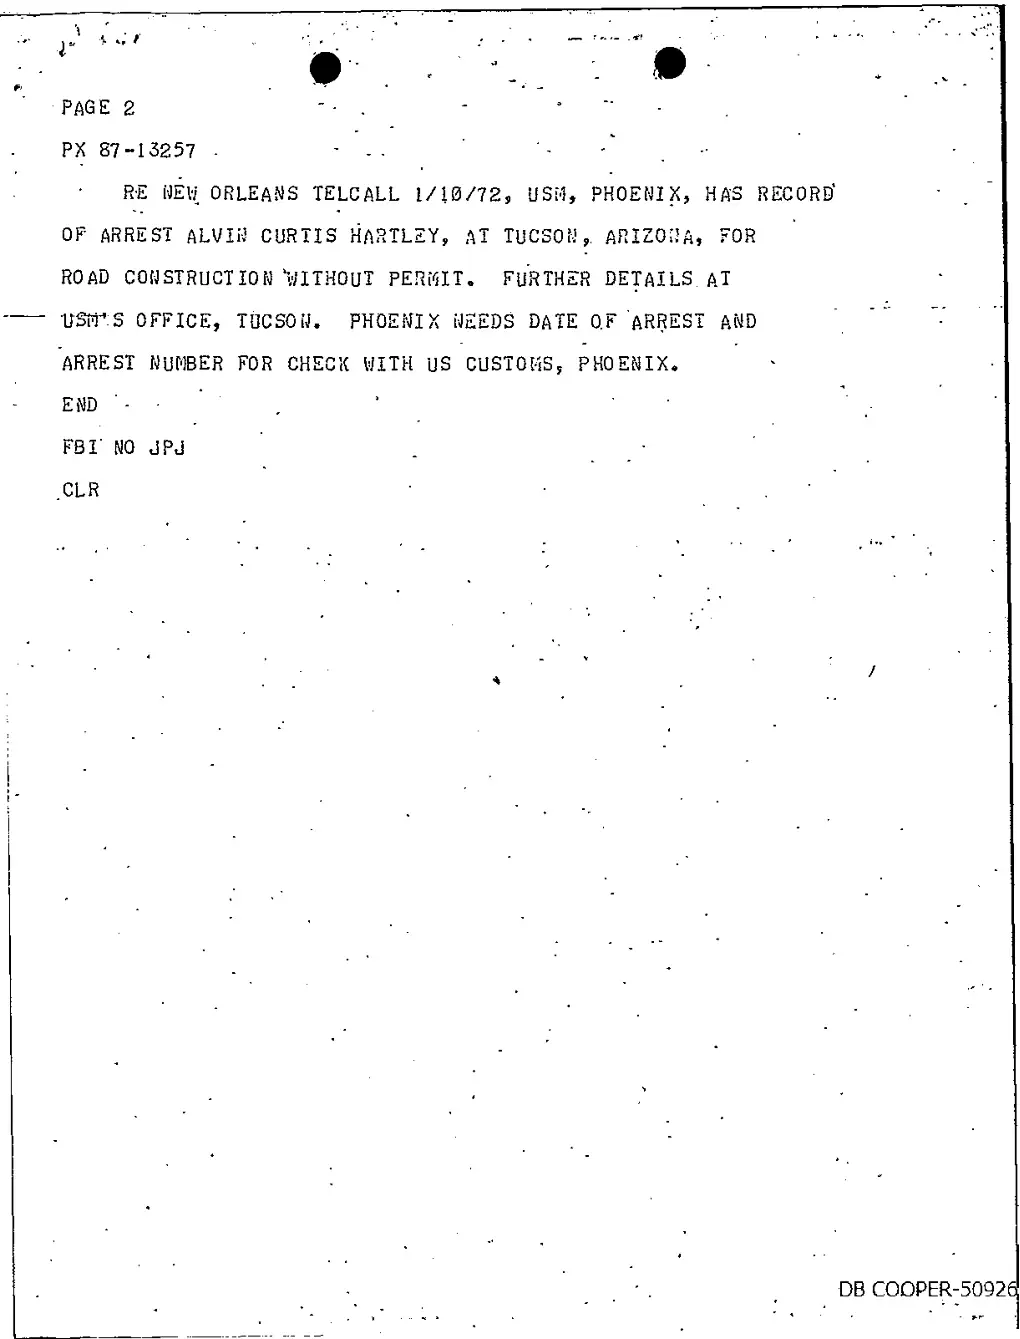 PAGE 2
PX 87-13257
RE NEW ORLEANS TELCALL 1/10/72, USM, PHOENIX, HAS RECORD
OF ARREST ALVIN CURTIS HARTLEY, AT TUCSON, ARIZONA, FOR
ROAD CONSTRUCTION WITHOUT PERMIT. FURTHER DETAILS AT
USM'S OFFICE, TUCSON. PHOENIX NEEDS DATE OF ARREST AND
ARREST NUMBER FOR CHECK WITH US CUSTOMS, PHOENIX.
END
FBI NO JPJ
CLR
DB COOPER-50926